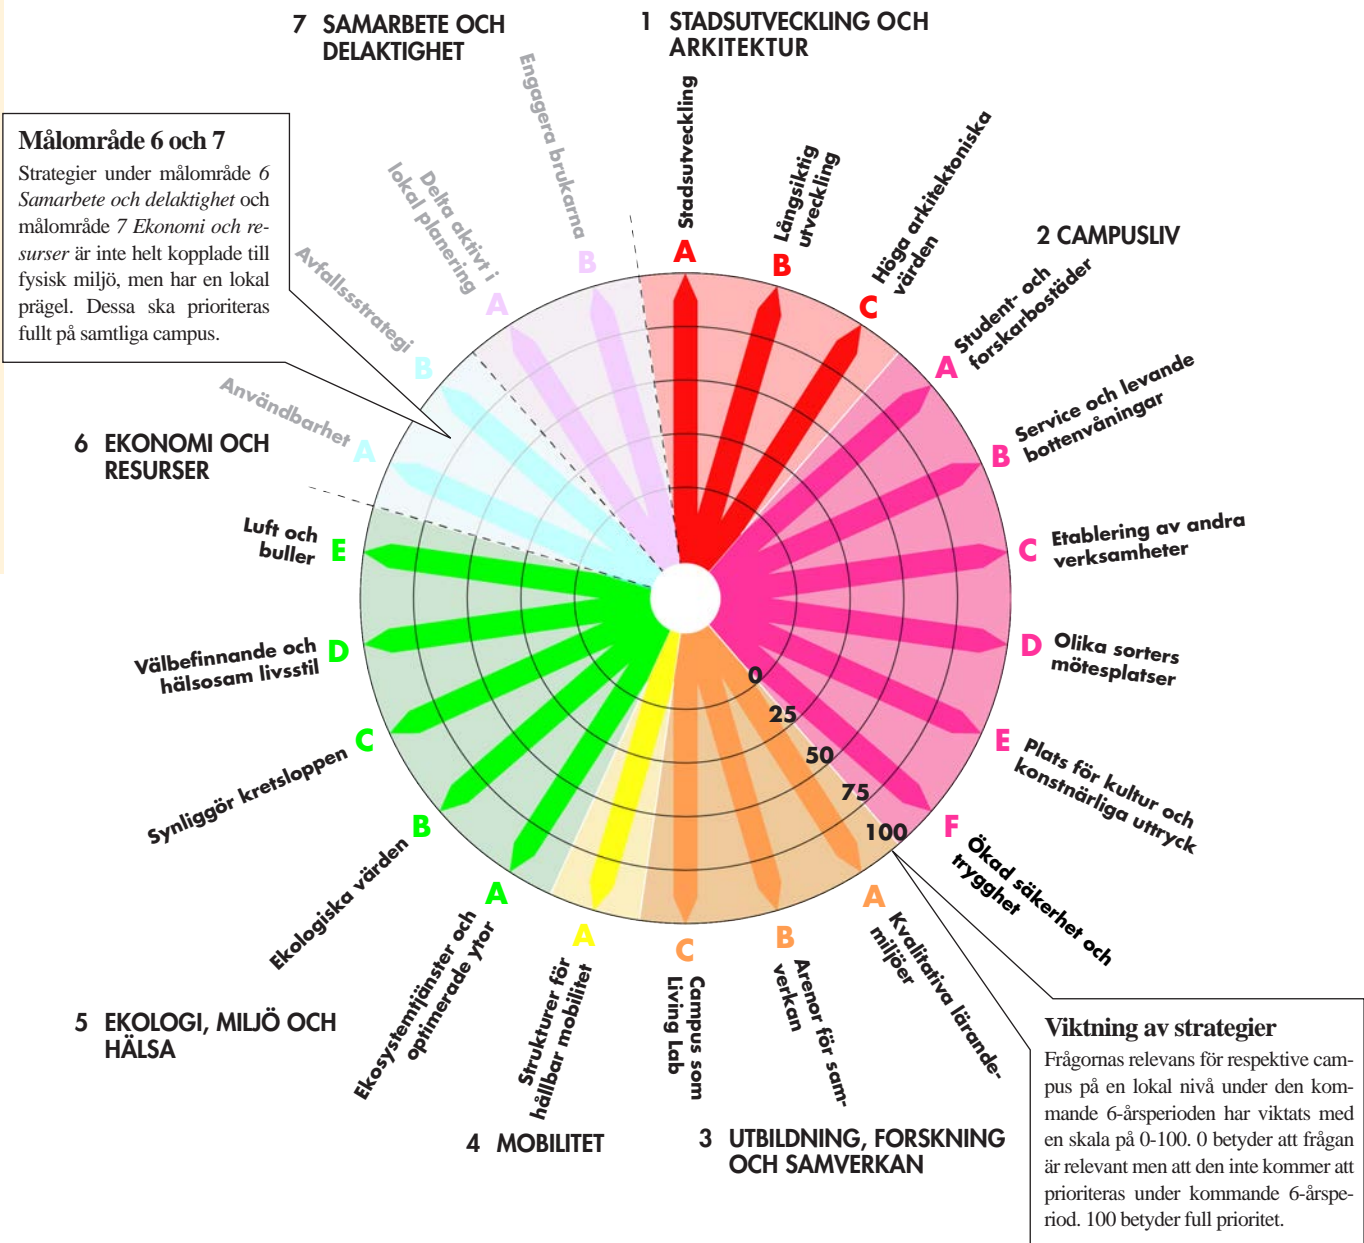 7 SAMARBETE OCH
DELAKTIGHET
1 STADSUTVECKLING OCH
ARKITEKTUR
Målområde 6 och 7
Strategier under målområde 6
Samarbete och delaktighet och
målområde 7 Ekonomi och re-
surser är inte helt kopplade till
fysisk miljö, men har en lokal
prägel. Dessa ska prioriteras
fullt på samtliga campus.
Engagera brukarna
B
Delta aktivt i
lokal planering
A
Avfallssstrategi
B
Användbarhet
A
6 EKONOMI OCH
RESURSER
Stadsutveckling
A
Långsiktig
utveckling
B
Höga arkitektoniska
värden
C
2 CAMPUSLIV
Student- och
forskarbostäder
A
Service och levande
bottenvåningar
B
Etablering av andra
verksamheter
C
Olika sorters
mötesplatser
D
Plats för kultur och
konstnärliga uttryck
E
Ökad säkerhet och
trygghet
F
0
25
50
75
100
Luft och
buller
E
Välbefinnande och
hälsosam livsstil
D
Synliggör kretsloppen
C
Ekologiska värden
B
Ekosystemtjänster och
optimerade ytor
A
5 EKOLOGI, MILJÖ OCH
HÄLSA
Strukturer för
hållbar mobilitet
A
4 MOBILITET
Campus som
Living Lab
C
Arenor för sam-
verkan
B
Kvalitativa lärande-
miljöer
A
3 UTBILDNING, FORSKNING
OCH SAMVERKAN
Viktning av strategier
Frågornas relevans för respektive cam-
pus på en lokal nivå under den kom-
mande 6-årsperioden har viktats med
en skala på 0-100. 0 betyder att frågan
är relevant men att den inte kommer att
prioriteras under kommande 6-årspe-
riod. 100 betyder full prioritet.